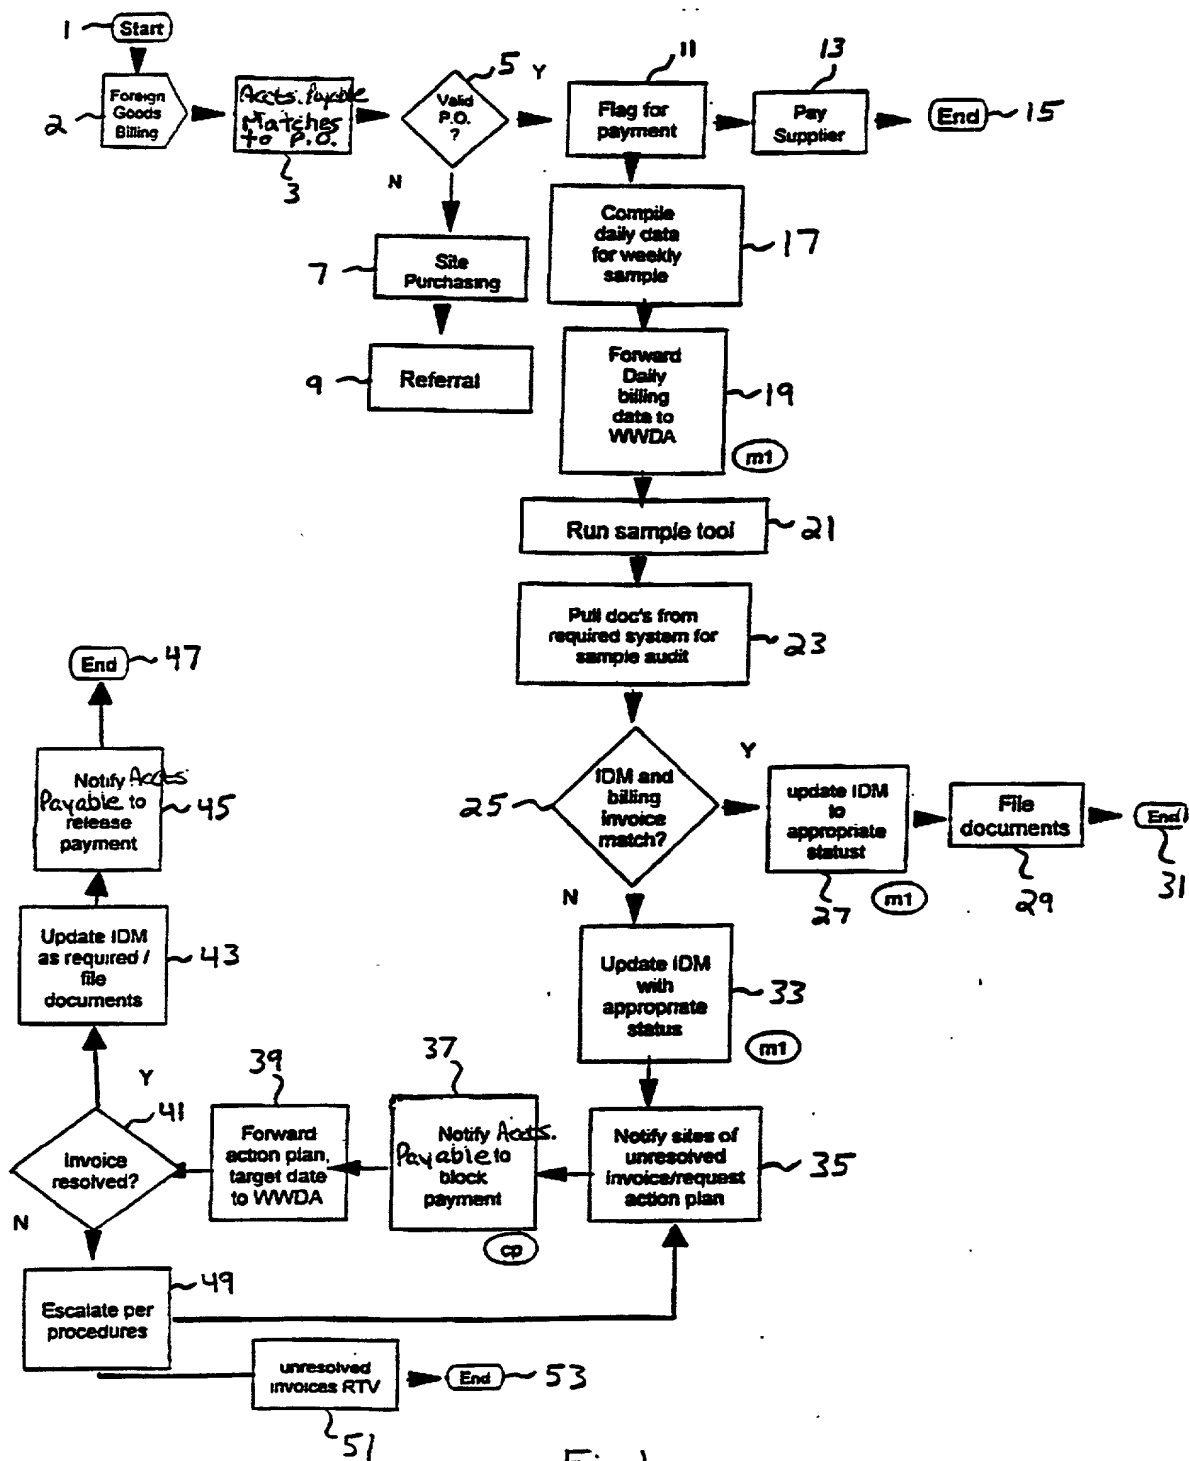 1
Start
2
Foreign
Goods
Billing
Accts. Payable
Matches
to P.O.
3
5
Valid
P.O.
?
Y
N
11
Flag for
payment
13
Pay
Supplier
End
15
7
Site
Purchasing
9
Referral
Compile
daily data
for weekly
sample
17
Forward
Daily
billing
data to
WWDA
19
m1
Run sample tool
21
Pull doc's from
required system for
sample audit
23
25
IDM and
billing
invoice
match?
Y
N
update IDM
to
appropriate
statust
27
m1
File
documents
29
End
31
Update IDM
with
appropriate
status
33
m1
Notify sites of
unresolved
invoice/request
action plan
35
37
Notify Accts.
Payable to
block
payment
cp
39
Forward
action plan,
target date
to WWDA
41
Invoice
resolved?
Y
N
Update IDM
as required /
file
documents
43
Notify Accts
Payable to
release
payment
45
End
47
49
Escalate per
procedures
unresolved
invoices RTV
51
End
53